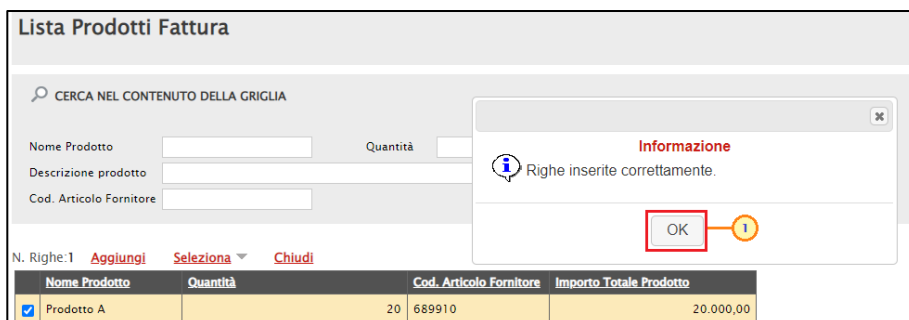 Lista Prodotti Fattura
CERCA NEL CONTENUTO DELLA GRIGLIA
Nome Prodotto Quantità
Descrizione prodotto
Cod. Articolo Fornitore
Informazione
Righe inserite correttamente.
OK 1
N. Righe:1 Aggiungi Seleziona Chiudi
Nome Prodotto Quantità Cod. Articolo Fornitore Importo Totale Prodotto
Prodotto A 20 689910 20.000,00